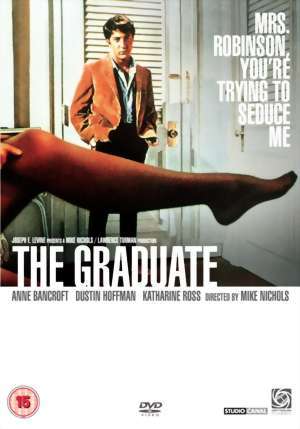 MRS.
ROBINSON,
YOU'RE
TRYING TO
SEDUCE
ME
JOSEPH E. LEVINE PRESENTS A MIKE NICHOLS / LAWRENCE TURMAN PRODUCTION
THE GRADUATE
ANNE BANCROFT DUSTIN HOFFMAN KATHARINE ROSS DIRECTED BY MIKE NICHOLS
15
DVD
VIDEO
STUDIO CANAL